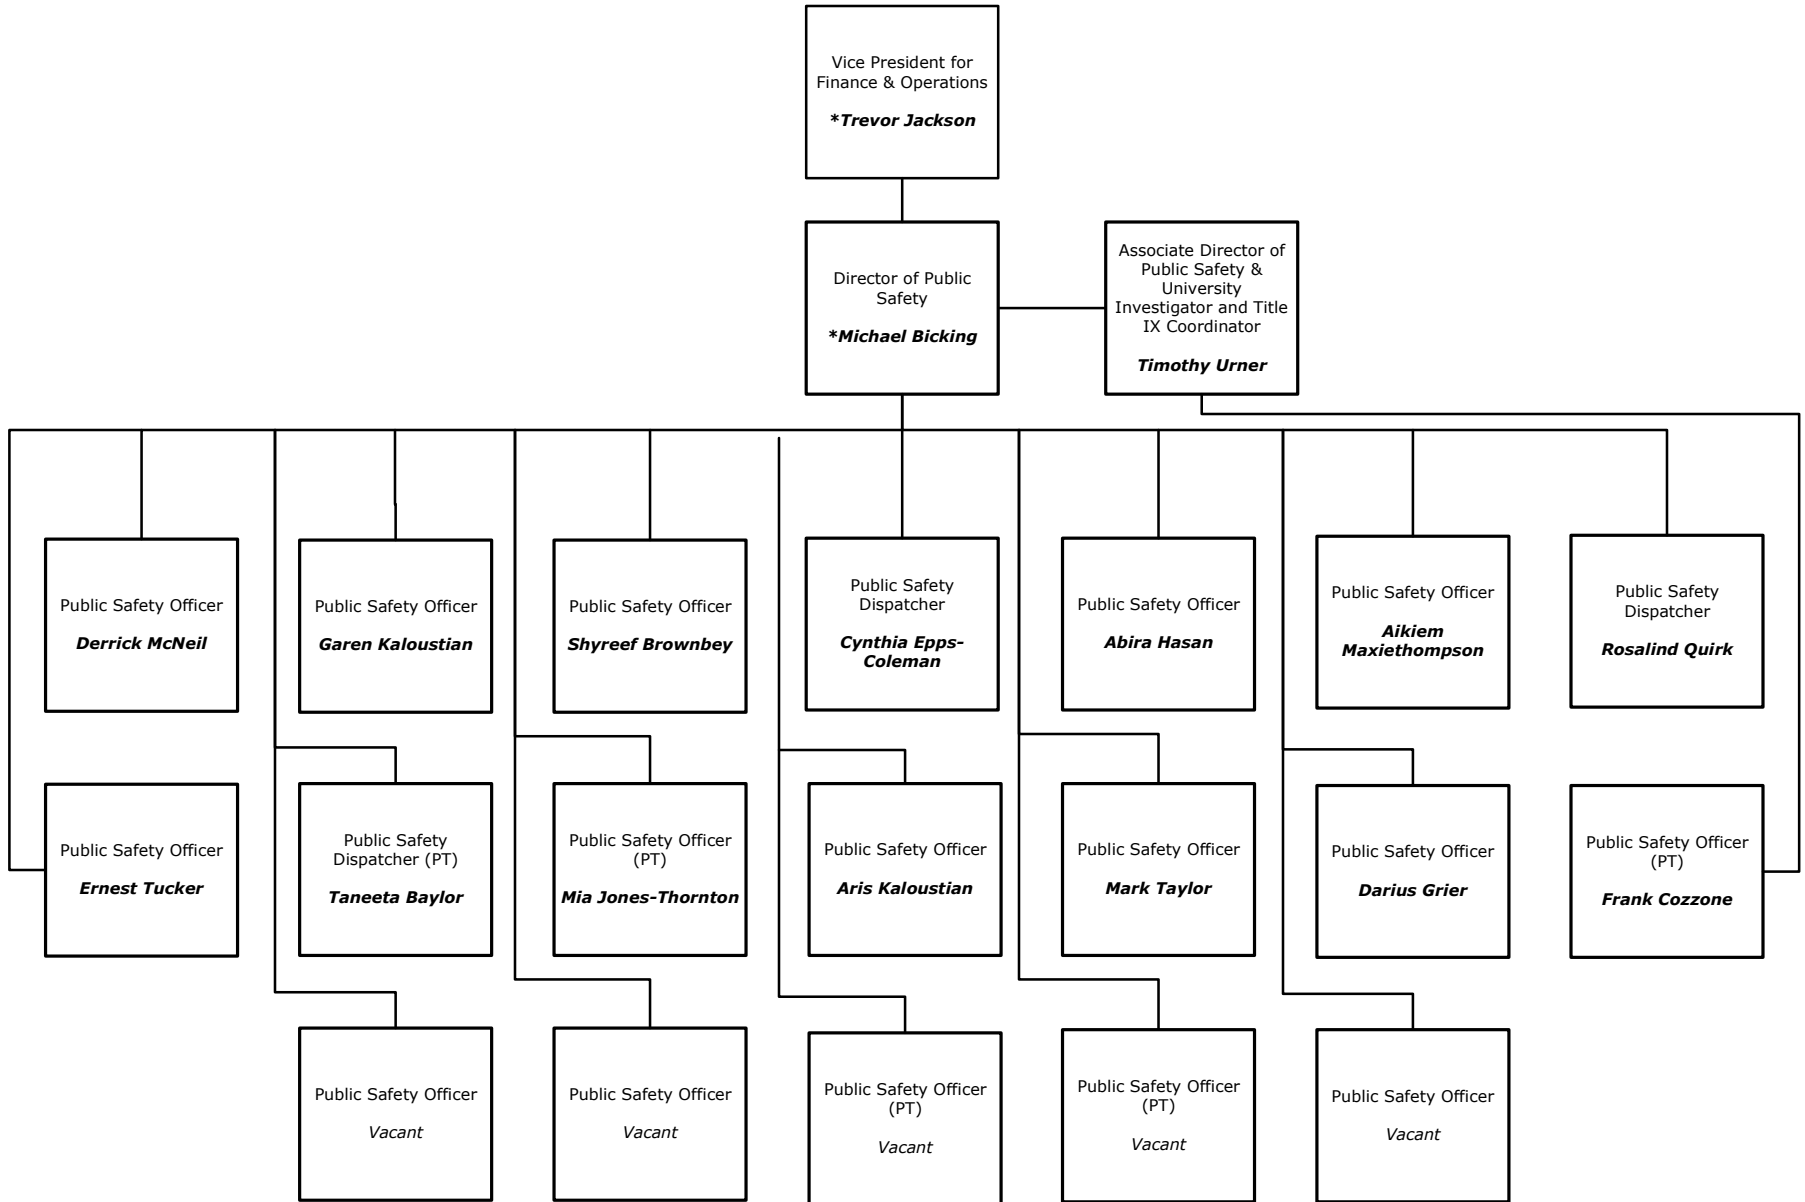 Vice President for
Finance & Operations
*Trevor Jackson
Director of Public
Safety
*Michael Bicking
Associate Director of
Public Safety &
University
Investigator and Title
IX Coordinator
Timothy Urner
Public Safety Officer
Derrick McNeil
Public Safety Officer
Garen Kaloustian
Public Safety Officer
Shyreef Brownbey
Public Safety
Dispatcher
Cynthia Epps-
Coleman
Public Safety Officer
Abira Hasan
Public Safety Officer
Aikiem
Maxiethompson
Public Safety
Dispatcher
Rosalind Quirk
Public Safety Officer
Ernest Tucker
Public Safety
Dispatcher (PT)
Taneeta Baylor
Public Safety Officer
(PT)
Mia Jones-Thornton
Public Safety Officer
Aris Kaloustian
Public Safety Officer
Mark Taylor
Public Safety Officer
Darius Grier
Public Safety Officer
(PT)
Frank Cozzone
Public Safety Officer
Vacant
Public Safety Officer
Vacant
Public Safety Officer
(PT)
Vacant
Public Safety Officer
(PT)
Vacant
Public Safety Officer
Vacant